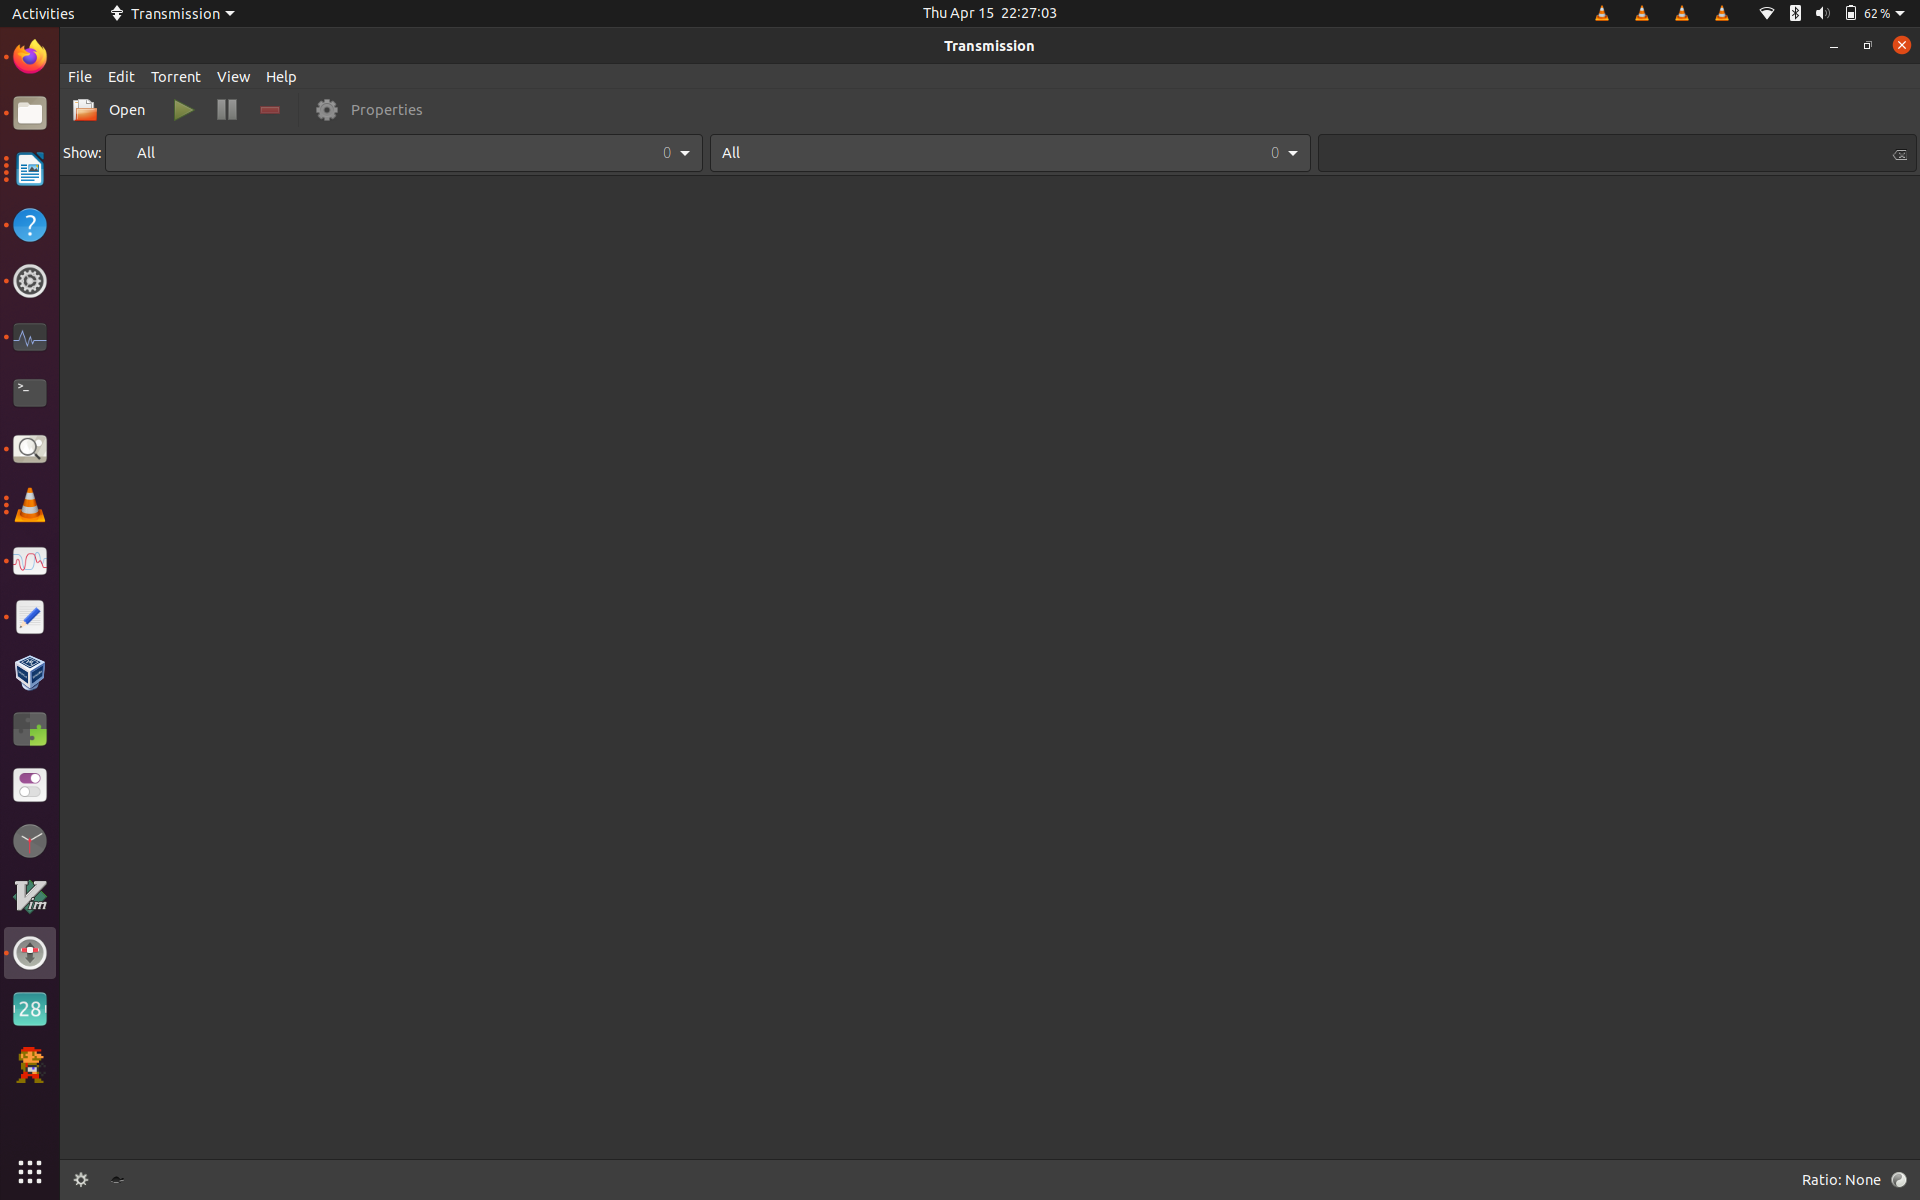 Activities Transmission Thu Apr 15 22:27:03 62 %
Transmission
File Edit Torrent View Help
Open Properties
Show: All 0 All 0
?
>_
Vim
28
Ratio: None